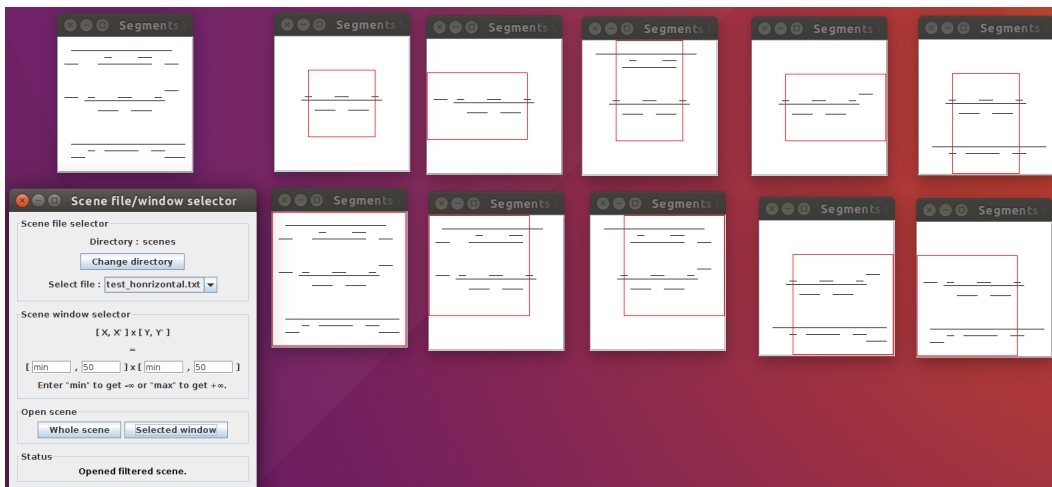 Segments
Segments
Segments
Segments
Segments
Segments
Scene file/window selector
Segments
Segments
Segments
Segments
Segments
Scene file selector
Directory : scenes
Change directory
Select file : test_honrizontal.txt
Scene window selector
[ X, X' ] x [ Y, Y' ]
=
[ min , 50 ] x [ min , 50 ]
Enter "min" to get -∞ or "max" to get +∞.
Open scene
Whole scene Selected window
Status
Opened filtered scene.